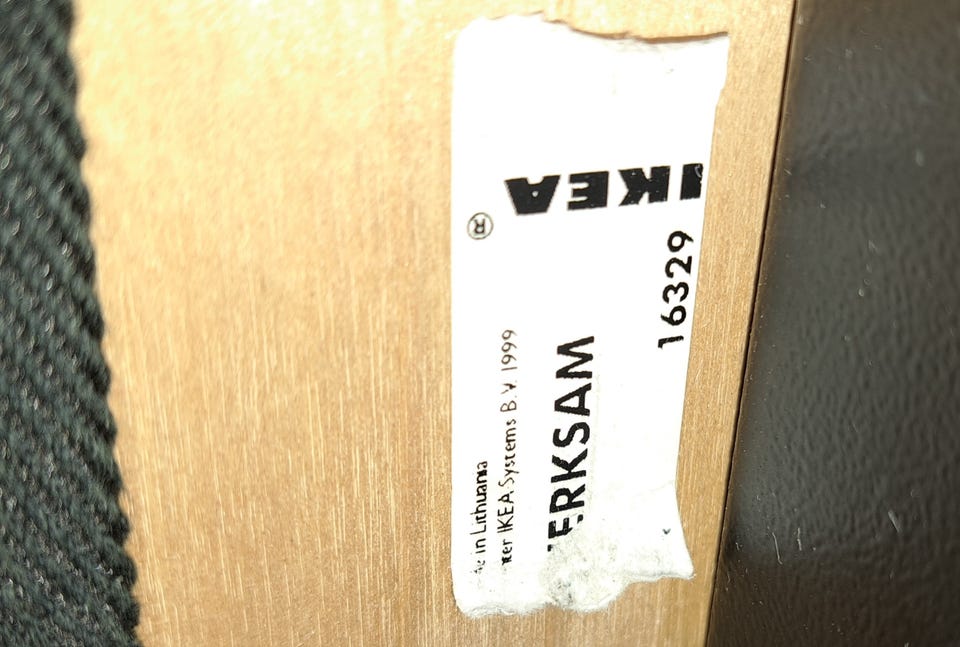 IKEA
®
16329
ERKSAM
in Lithuania
IKEA Systems B.V. 1999